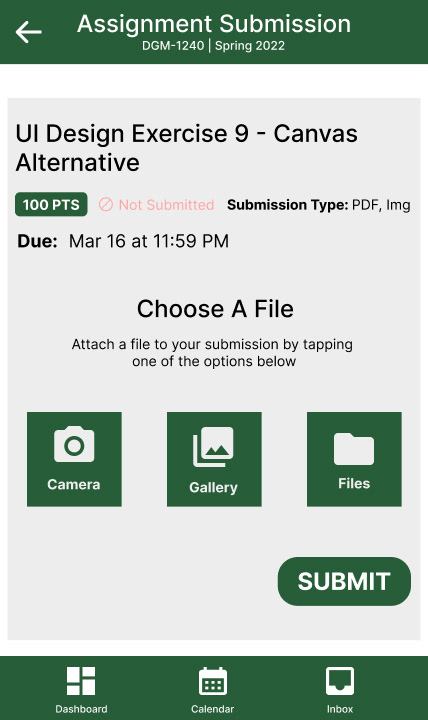 Assignment Submission
DGM-1240 | Spring 2022
UI Design Exercise 9 - Canvas
Alternative
100 PTS Not Submitted Submission Type: PDF, Img
Due: Mar 16 at 11:59 PM
Choose A File
Attach a file to your submission by tapping
one of the options below
Camera Gallery Files
SUBMIT
Dashboard Calendar Inbox